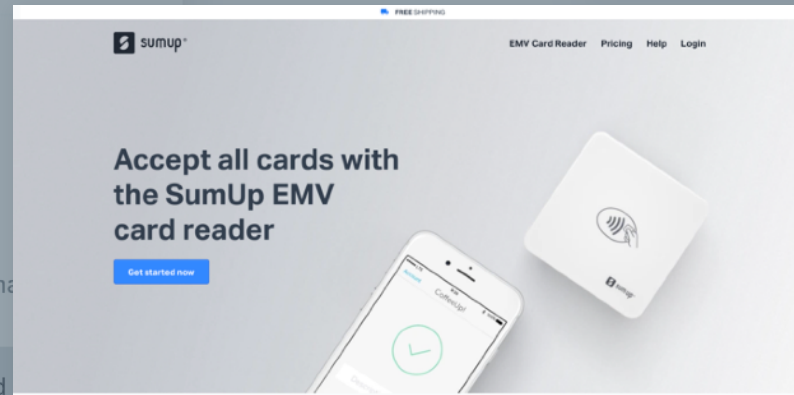 FREE SHIPPING
sumup®
EMV Card Reader Pricing Help Login
Accept all cards with
the SumUp EMV
card reader
Get started now
Account
CoffeeUp!
sumup